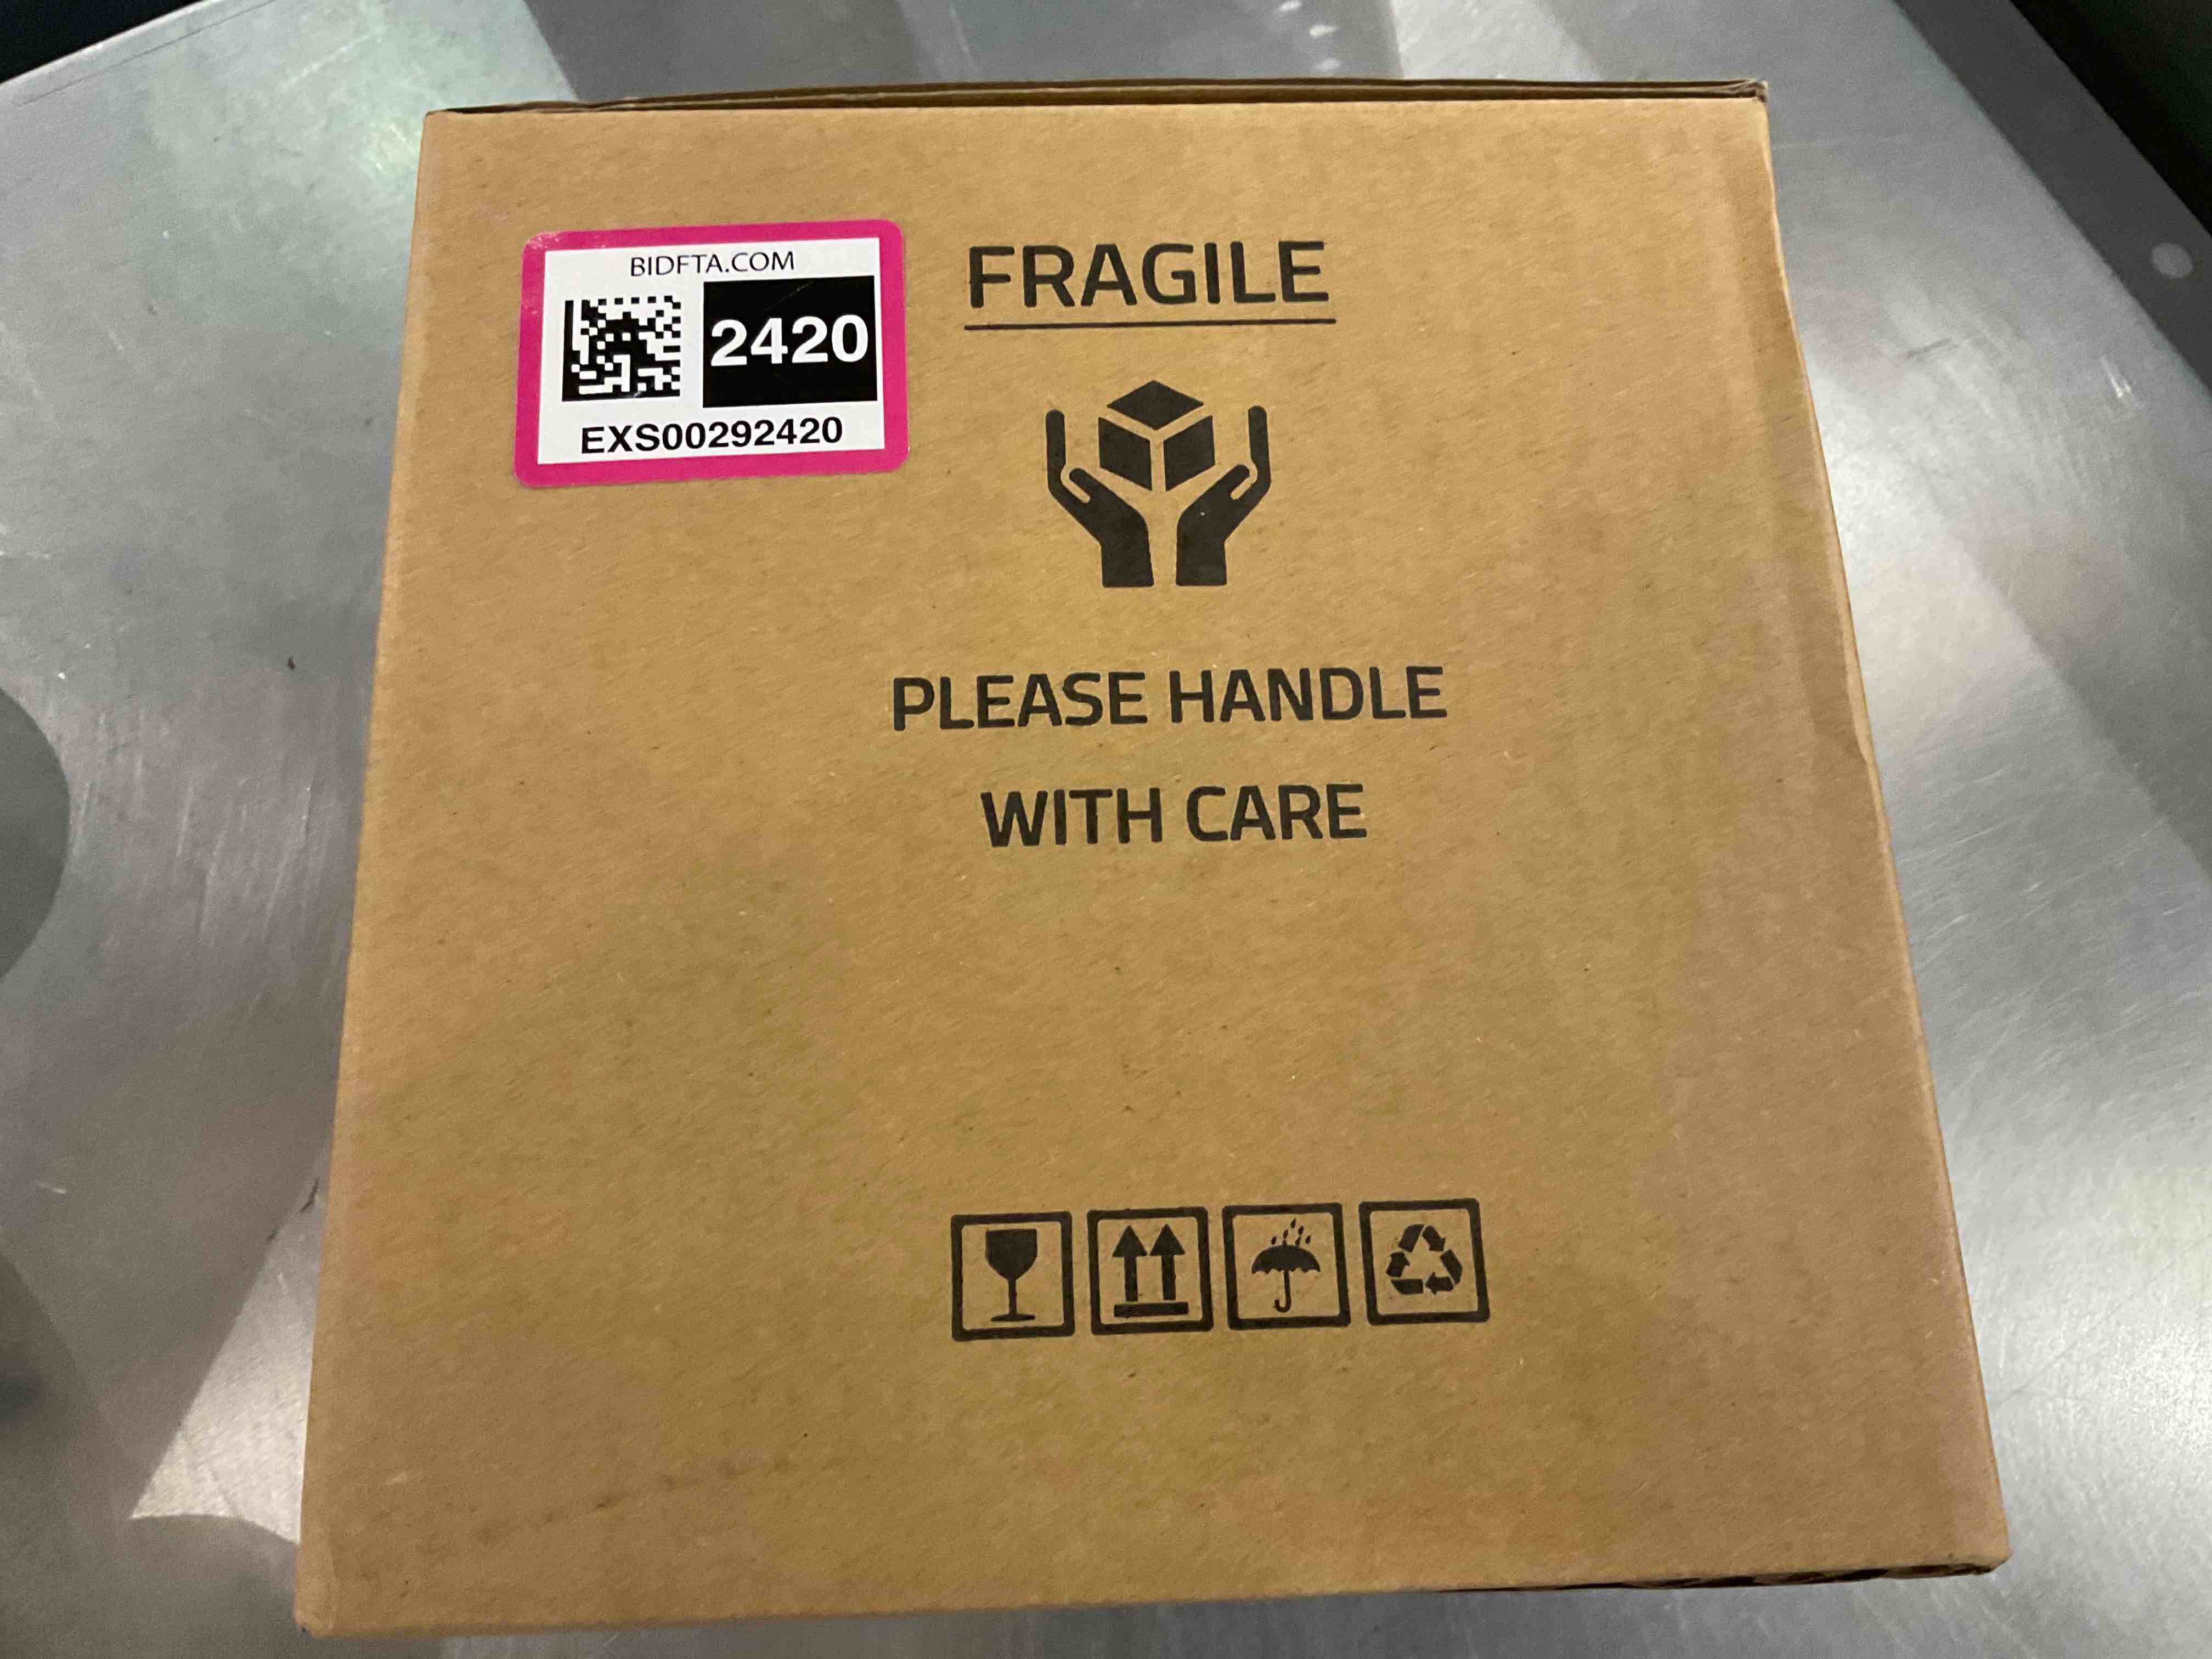 BIDFTA.COM
2420
EXS00292420
FRAGILE
PLEASE HANDLE
WITH CARE